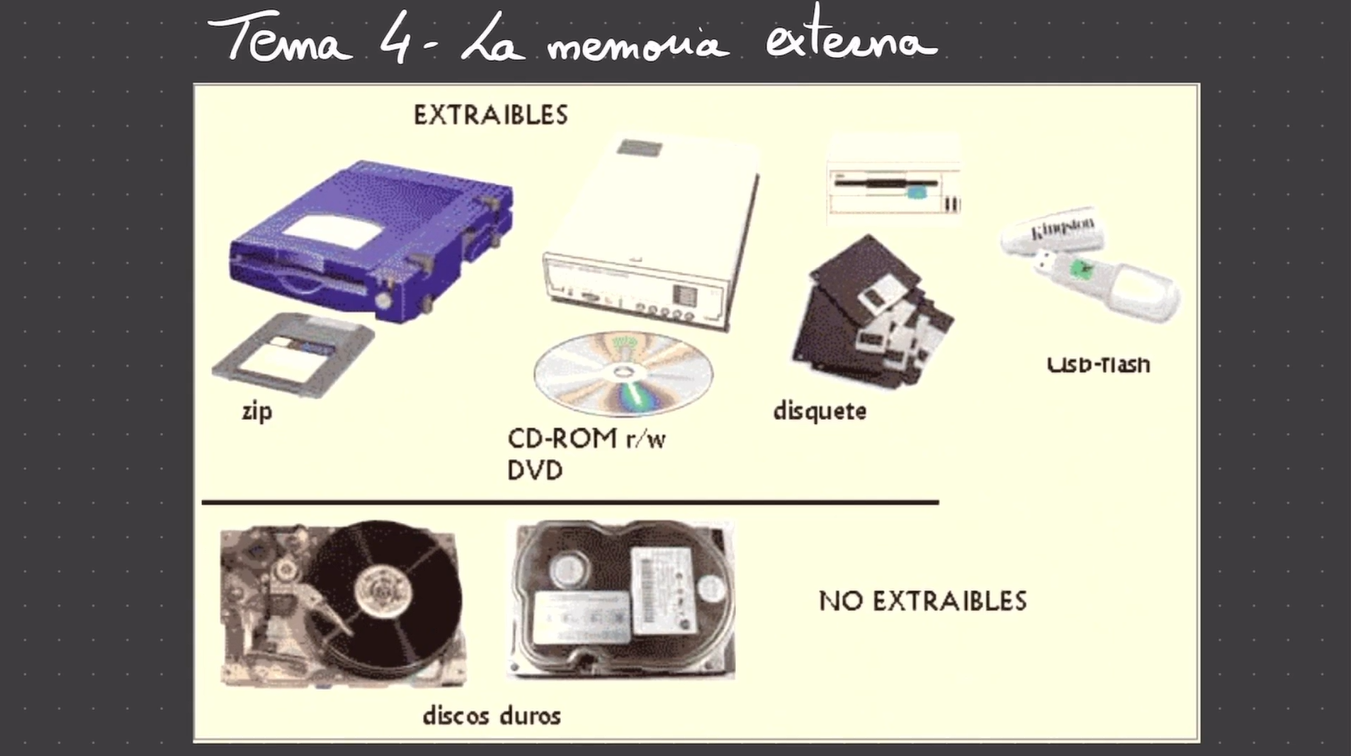 Tema 4 - La memoria externa
EXTRAIBLES
Kingston
zip
CD-ROM r/w
DVD
disquete
Usb-flash
NO EXTRAIBLES
discos duros